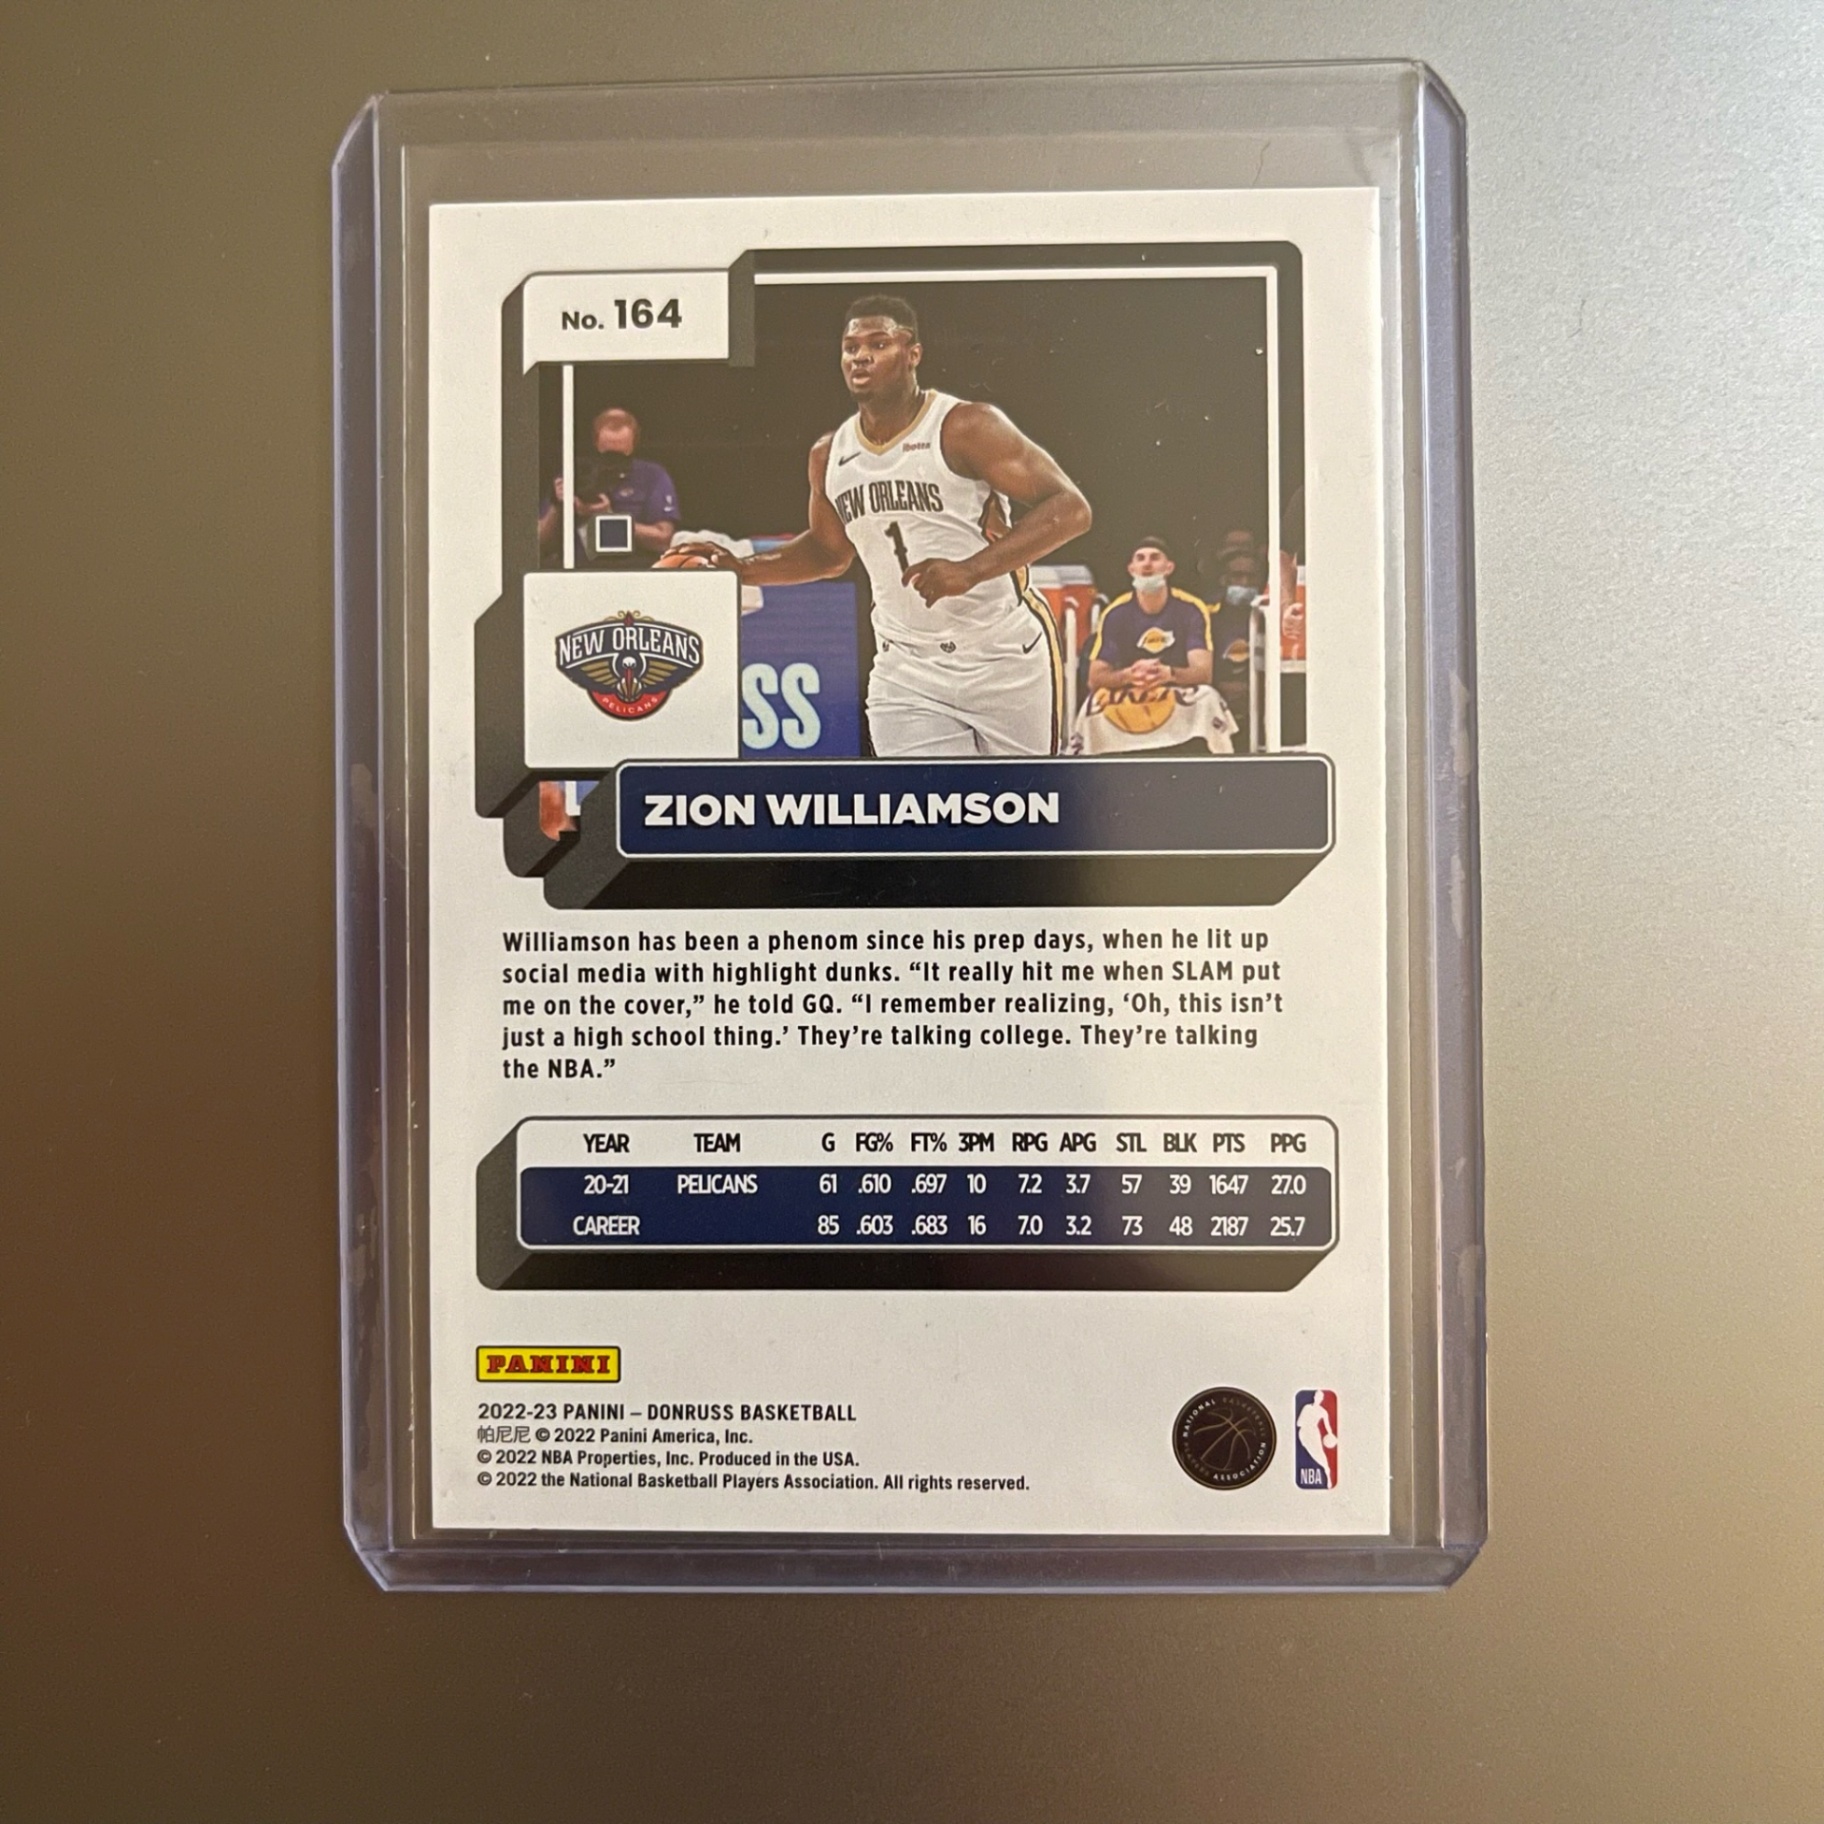 No. 164
ibotta
NEW ORLEANS
1
NEW ORLEANS
PELICANS
SS
ZION WILLIAMSON
Williamson has been a phenom since his prep days, when he lit up
social media with highlight dunks. “It really hit me when SLAM put
me on the cover,” he told GQ. “I remember realizing, ‘Oh, this isn’t
just a high school thing.’ They’re talking college. They’re talking
the NBA.”
YEAR TEAM G FG% FT% 3PM RPG APG STL BLK PTS PPG
20-21 PELICANS 61 .610 .697 10 7.2 3.7 57 39 1647 27.0
CAREER 85 .603 .683 16 7.0 3.2 73 48 2187 25.7
PANINI
2022-23 PANINI – DONRUSS BASKETBALL
帕尼尼 © 2022 Panini America, Inc.
© 2022 NBA Properties, Inc. Produced in the USA.
© 2022 the National Basketball Players Association. All rights reserved.
NATIONAL BASKETBALL PLAYERS ASSOCIATION
NBA